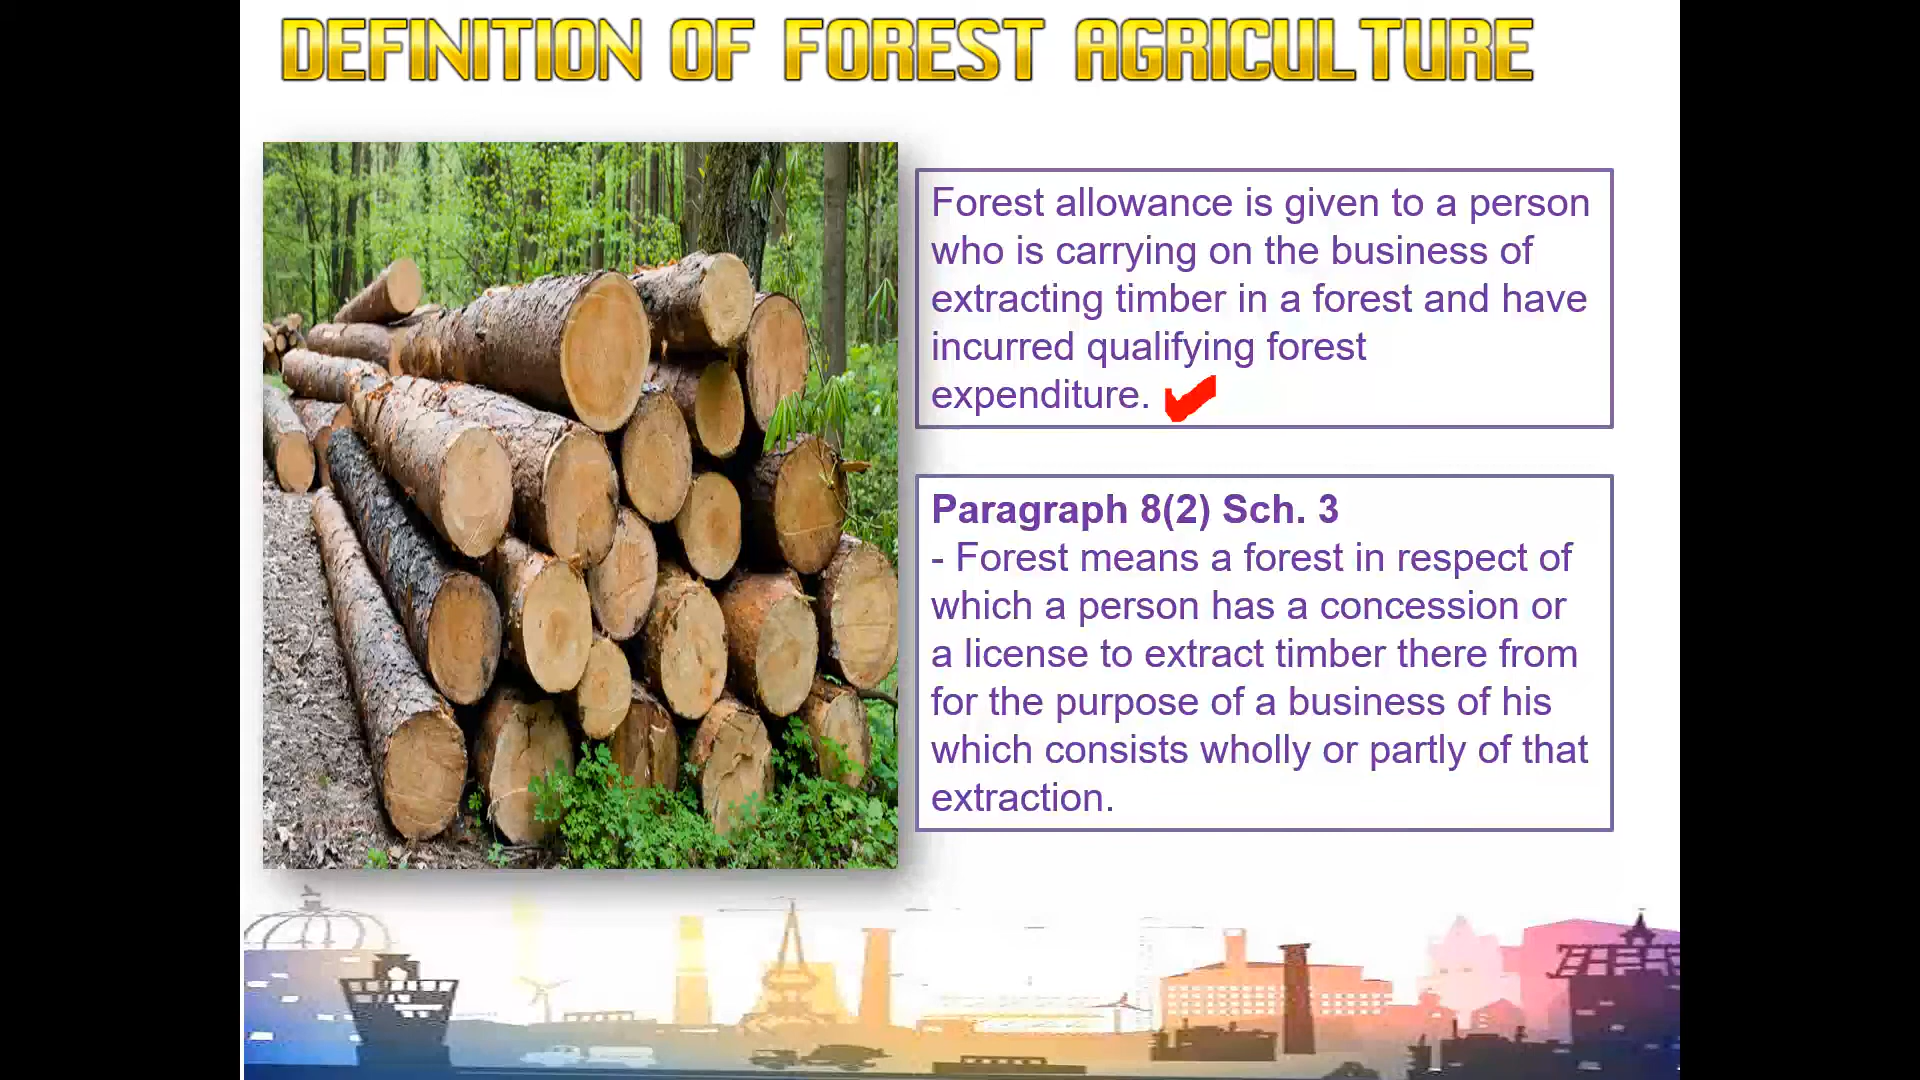 DEFINITION OF FOREST AGRICULTURE
Forest allowance is given to a person
who is carrying on the business of
extracting timber in a forest and have
incurred qualifying forest
expenditure.
Paragraph 8(2) Sch. 3
- Forest means a forest in respect of
which a person has a concession or
a license to extract timber there from
for the purpose of a business of his
which consists wholly or partly of that
extraction.